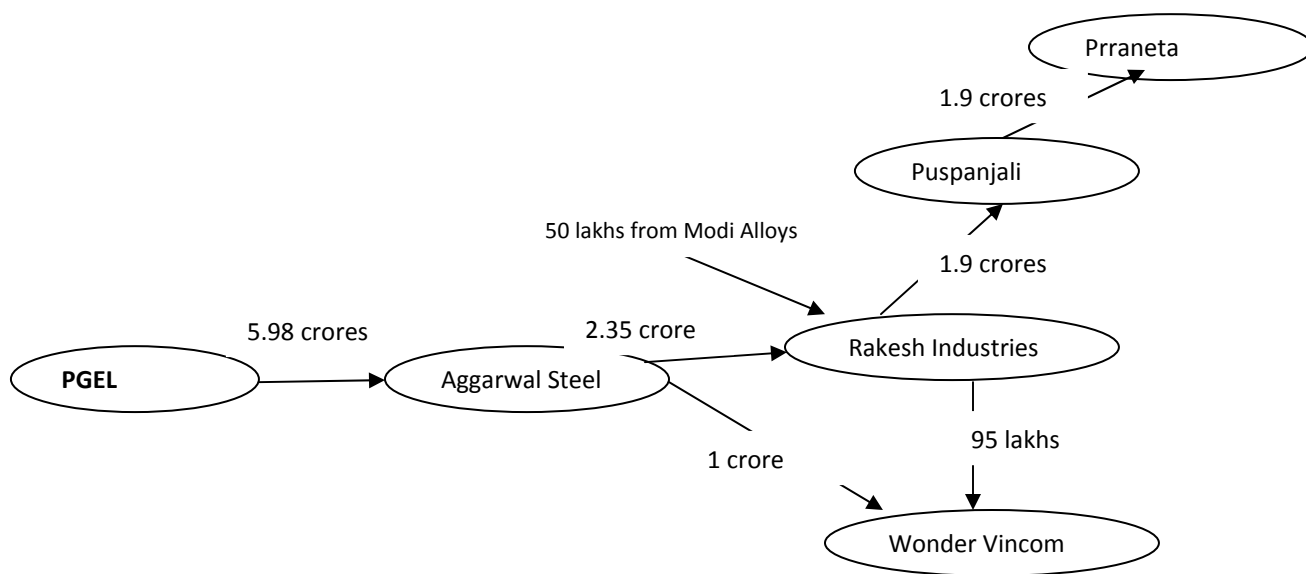 Prraneta
1.9 crores
Puspanjali
50 lakhs from Modi Alloys
1.9 crores
5.98 crores
2.35 crore
Rakesh Industries
PGEL
Aggarwal Steel
95 lakhs
1 crore
Wonder Vincom